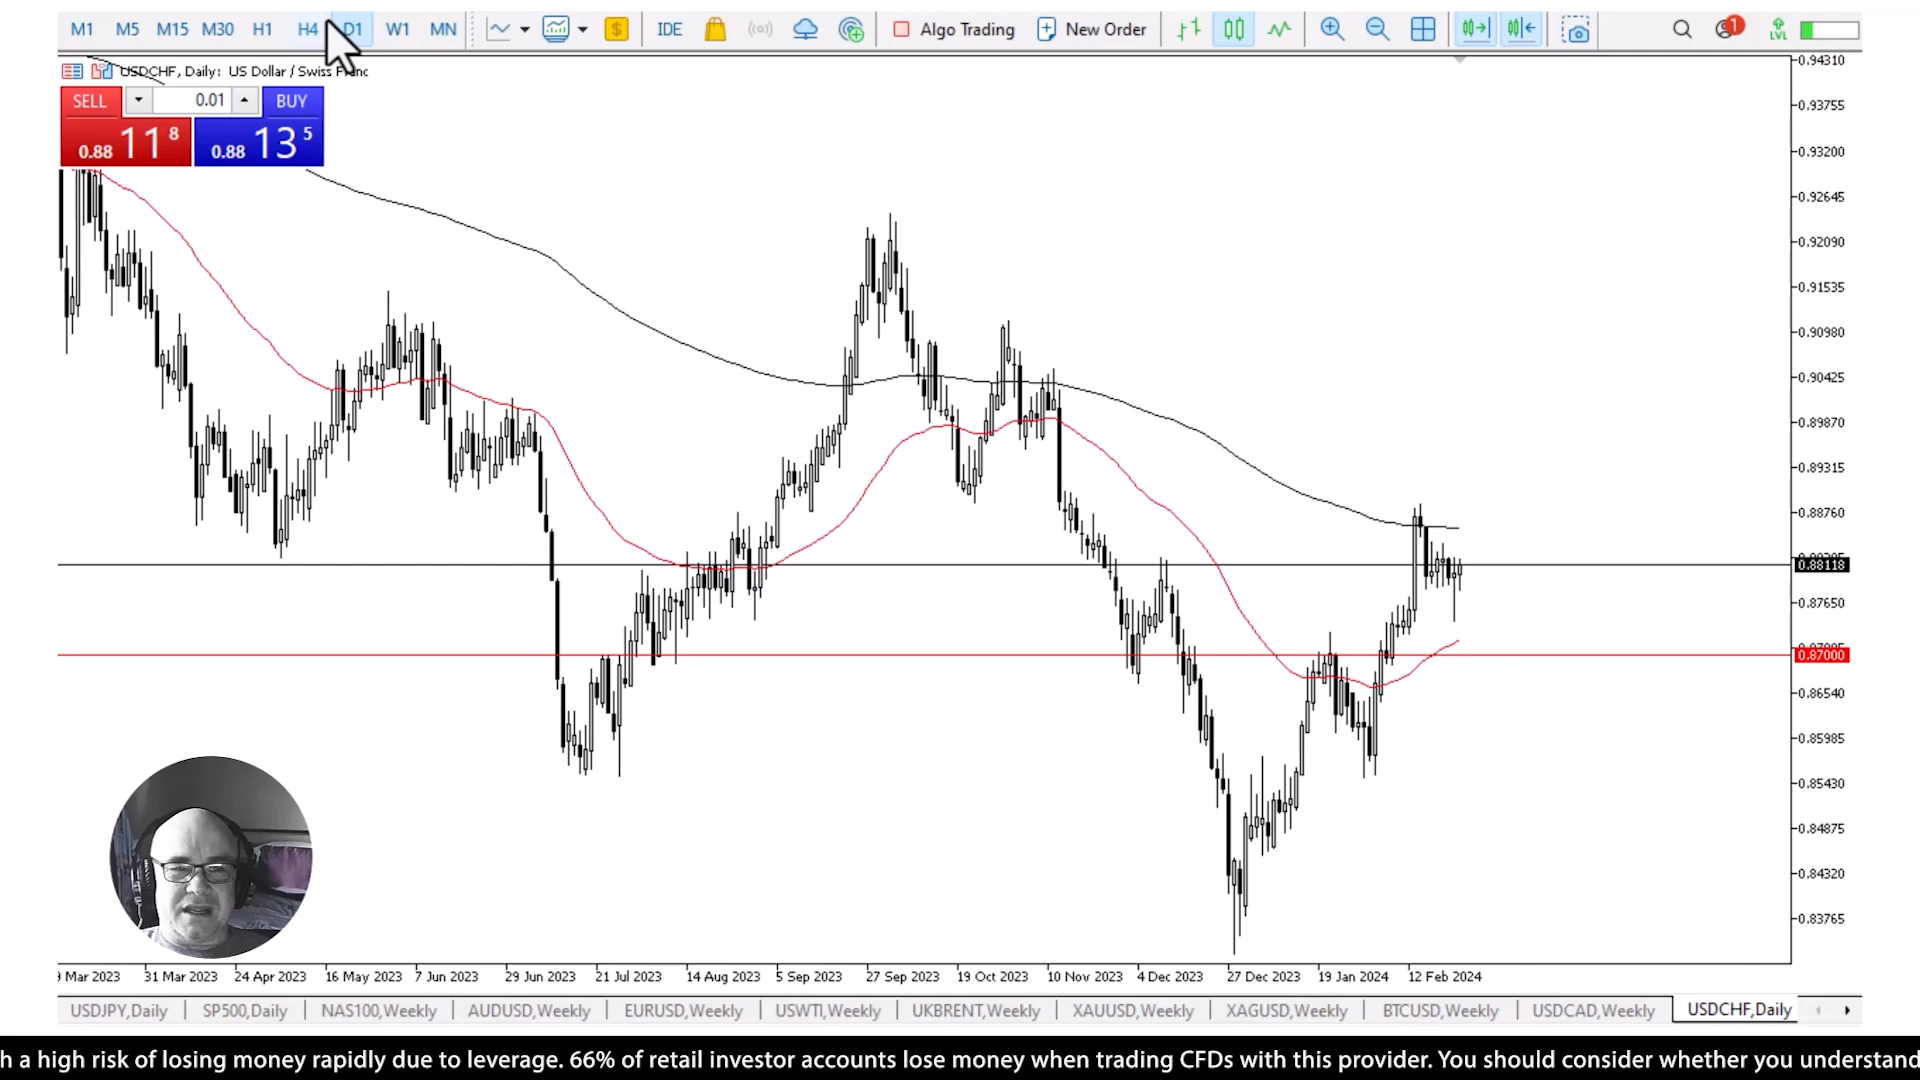 M1 M5 M15 M30 H1 H4 D1 W1 MN $ IDE Algo Trading New Order 1 LVL
USDCHF, Daily: US Dollar / Swiss Franc
SELL 0.01 BUY
0.88 11 8 0.88 13 5
0.94310
0.93755
0.93200
0.92645
0.92090
0.91535
0.90980
0.90425
0.89870
0.89315
0.88760
0.88118
0.87650
0.87000
0.86540
0.85985
0.85430
0.84875
0.84320
0.83765
9 Mar 2023 31 Mar 2023 24 Apr 2023 16 May 2023 7 Jun 2023 29 Jun 2023 21 Jul 2023 14 Aug 2023 5 Sep 2023 27 Sep 2023 19 Oct 2023 10 Nov 2023 4 Dec 2023 27 Dec 2023 19 Jan 2024 12 Feb 2024
USDJPY,Daily SP500,Daily NAS100,Weekly AUDUSD,Weekly EURUSD,Weekly USWTI,Weekly UKBRENT,Weekly XAUUSD,Weekly XAGUSD,Weekly BTCUSD,Weekly USDCAD,Weekly USDCHF,Daily
h a high risk of losing money rapidly due to leverage. 66% of retail investor accounts lose money when trading CFDs with this provider. You should consider whether you understand